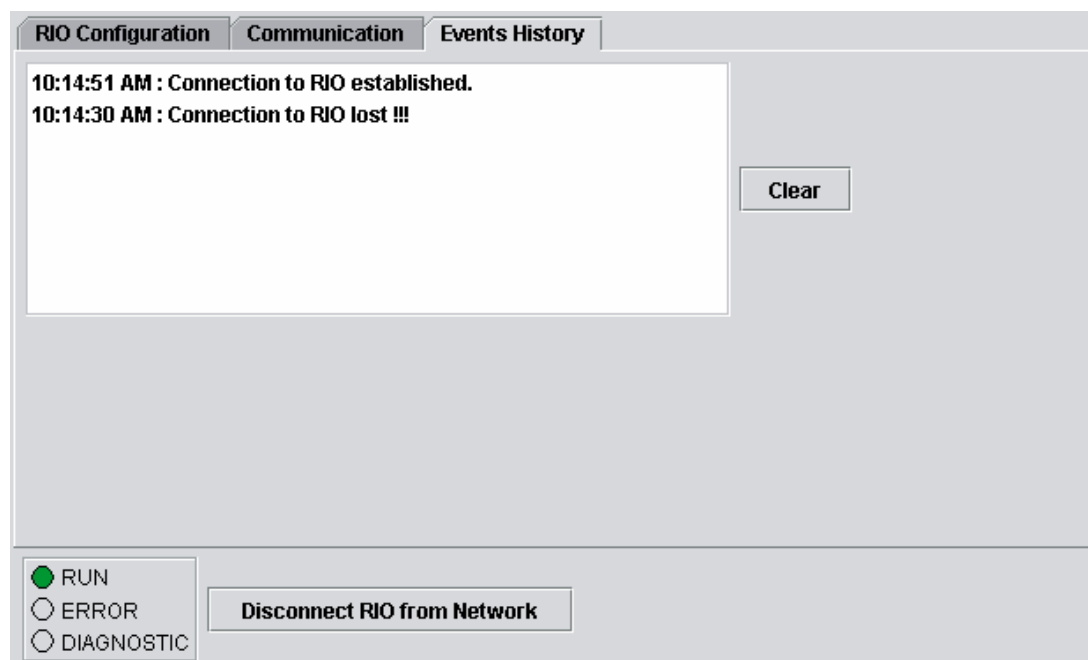 RIO Configuration Communication Events History
10:14:51 AM : Connection to RIO established.
10:14:30 AM : Connection to RIO lost !!!
Clear
RUN
ERROR
DIAGNOSTIC
Disconnect RIO from Network